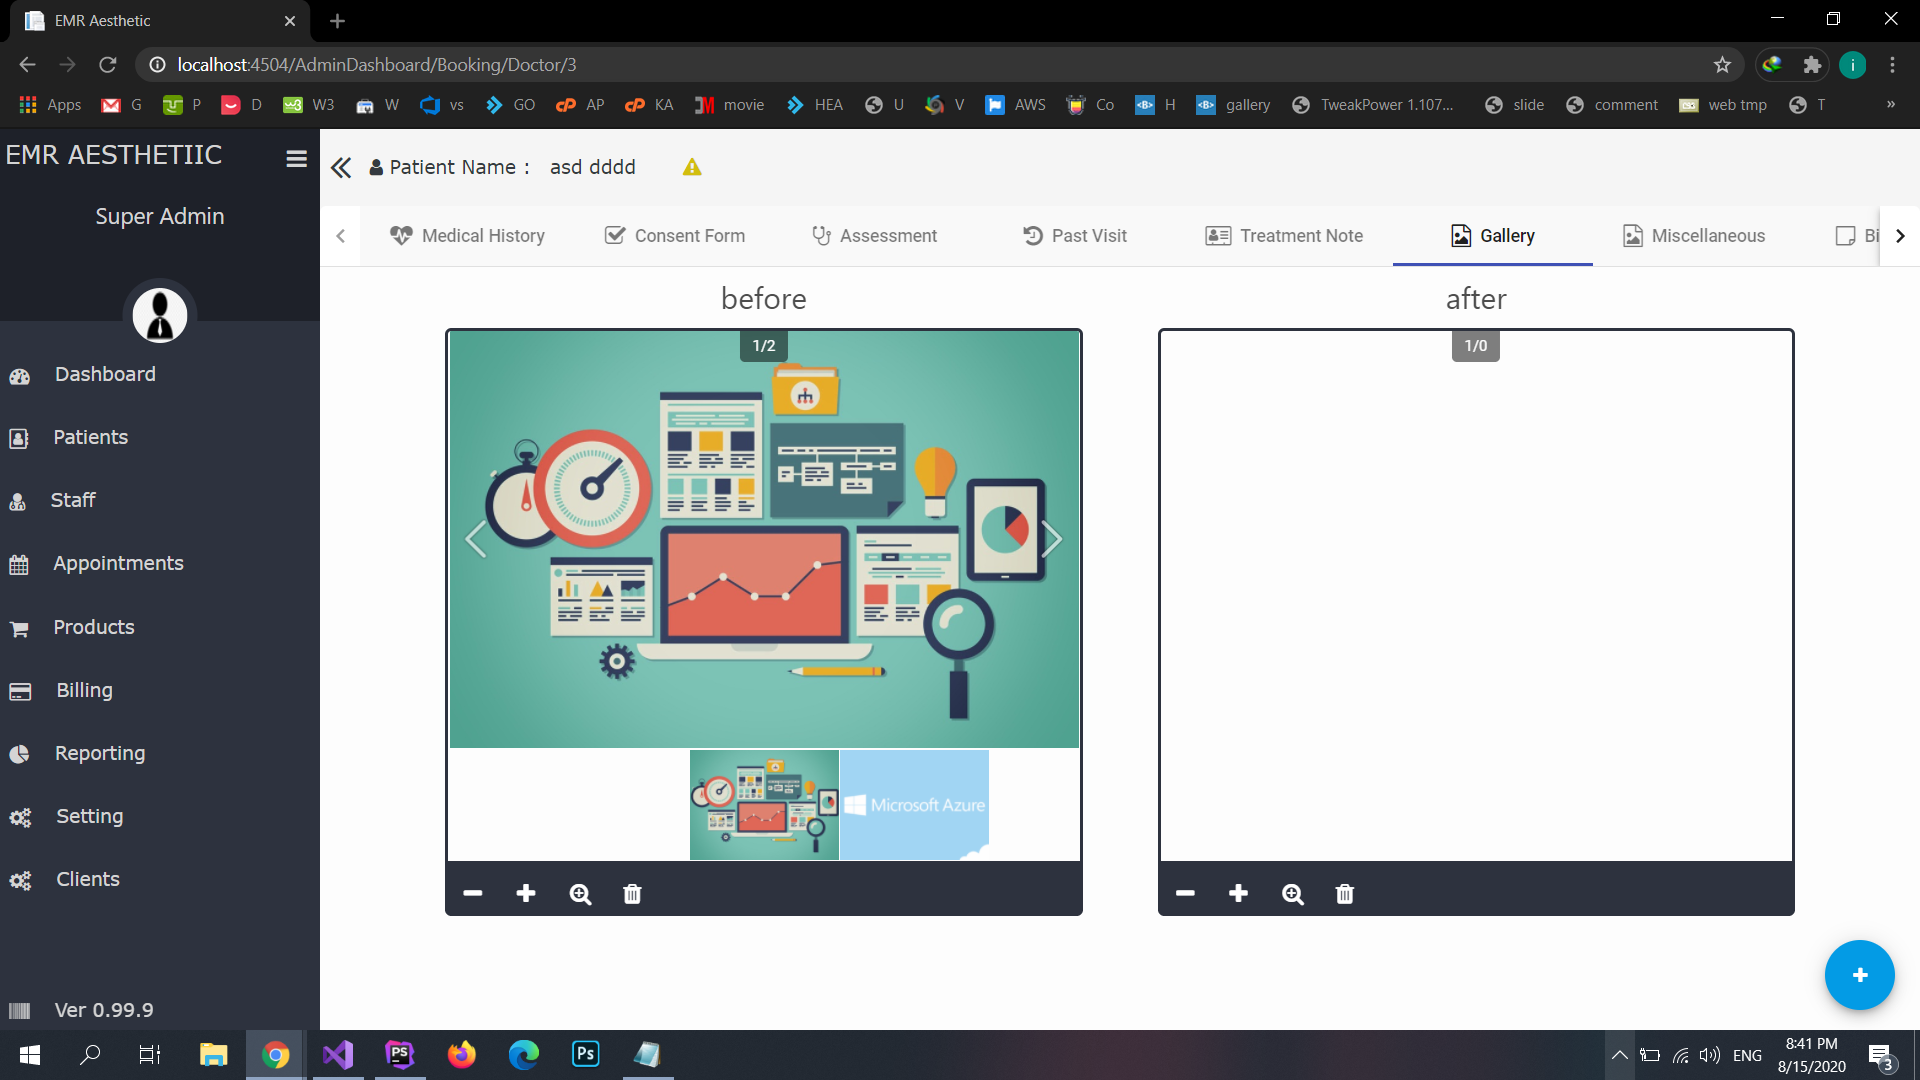 EMR Aesthetic
localhost:4504/AdminDashboard/Booking/Doctor/3
i
Apps G P D W3 W vs GO AP KA movie HEA U V AWS Co H gallery TweakPower 1.107... slide comment web tmp T »
EMR AESTHETIIC
Super Admin
Dashboard
Patients
Staff
Appointments
Products
Billing
Reporting
Setting
Clients
Ver 0.99.9
Patient Name : asd dddd
Medical History Consent Form Assessment Past Visit Treatment Note Gallery Miscellaneous Bi
before
1/2
Microsoft Azure
after
1/0
ENG
8:41 PM
8/15/2020
3